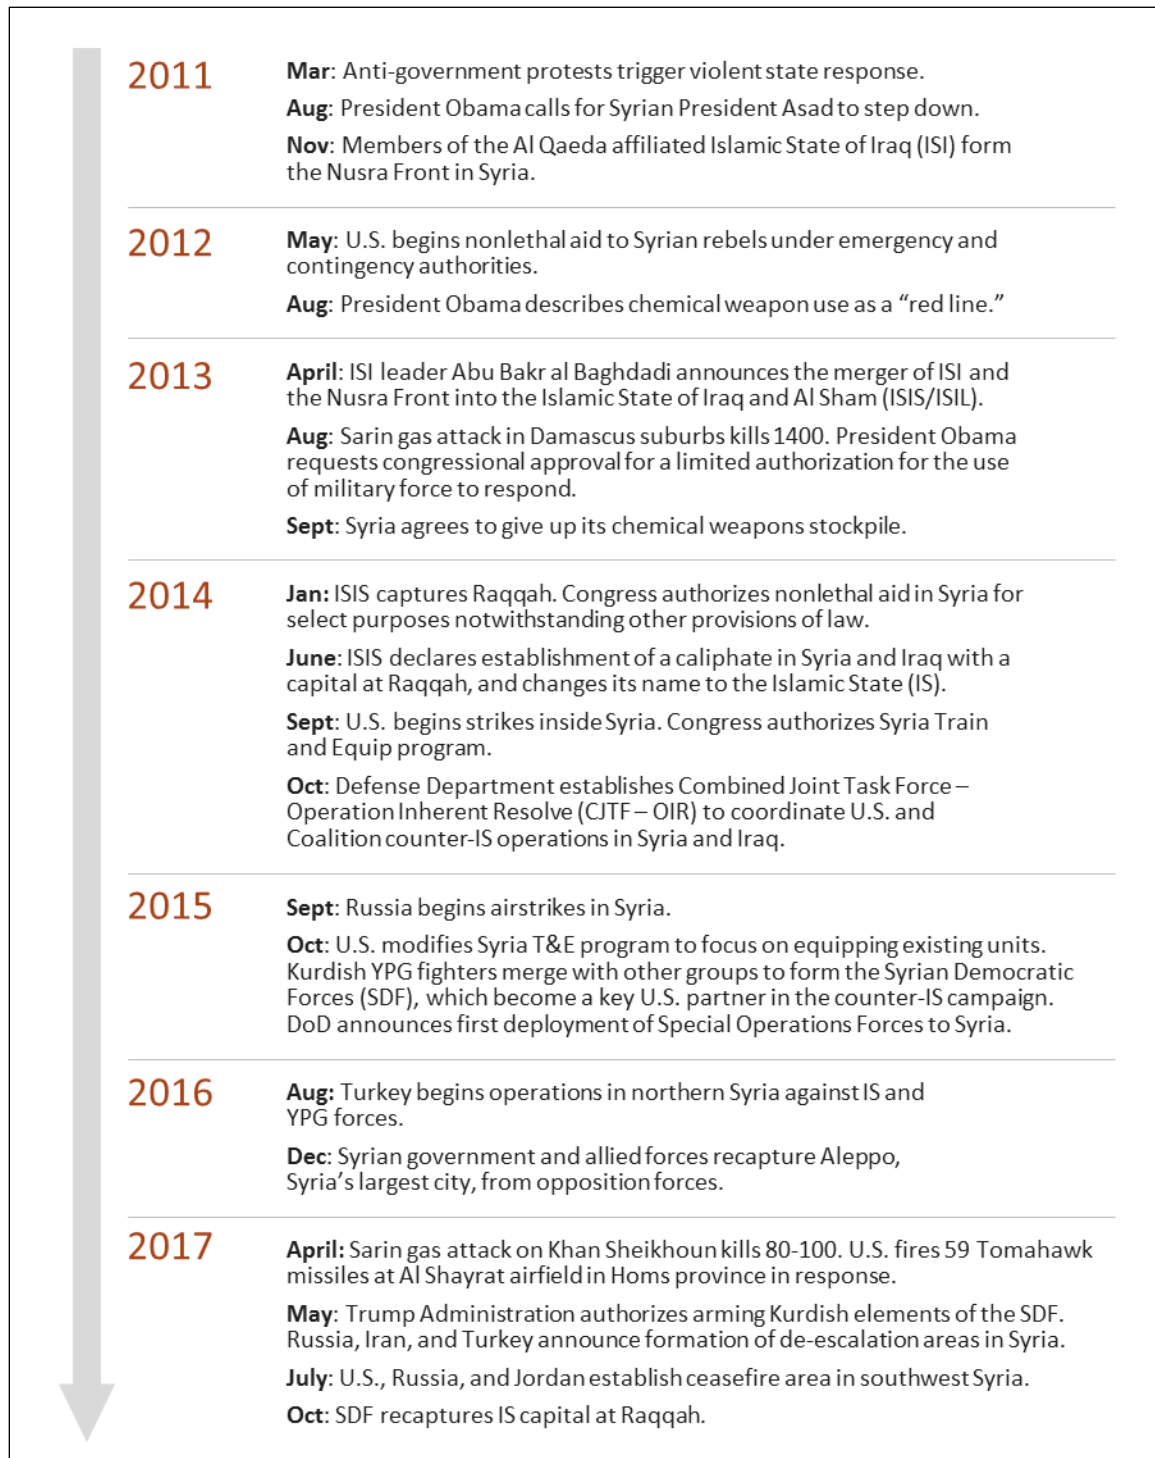 2011
Mar: Anti-government protests trigger violent state response.
Aug: President Obama calls for Syrian President Asad to step down.
Nov: Members of the Al Qaeda affiliated Islamic State of Iraq (ISI) form
the Nusra Front in Syria.
2012
May: U.S. begins nonlethal aid to Syrian rebels under emergency and
contingency authorities.
Aug: President Obama describes chemical weapon use as a “red line.”
2013
April: ISI leader Abu Bakr al Baghdadi announces the merger of ISI and
the Nusra Front into the Islamic State of Iraq and Al Sham (ISIS/ISIL).
Aug: Sarin gas attack in Damascus suburbs kills 1400. President Obama
requests congressional approval for a limited authorization for the use
of military force to respond.
Sept: Syria agrees to give up its chemical weapons stockpile.
2014
Jan: ISIS captures Raqqah. Congress authorizes nonlethal aid in Syria for
select purposes notwithstanding other provisions of law.
June: ISIS declares establishment of a caliphate in Syria and Iraq with a
capital at Raqqah, and changes its name to the Islamic State (IS).
Sept: U.S. begins strikes inside Syria. Congress authorizes Syria Train
and Equip program.
Oct: Defense Department establishes Combined Joint Task Force –
Operation Inherent Resolve (CJTF – OIR) to coordinate U.S. and
Coalition counter-IS operations in Syria and Iraq.
2015
Sept: Russia begins airstrikes in Syria.
Oct: U.S. modifies Syria T&E program to focus on equipping existing units.
Kurdish YPG fighters merge with other groups to form the Syrian Democratic
Forces (SDF), which become a key U.S. partner in the counter-IS campaign.
DoD announces first deployment of Special Operations Forces to Syria.
2016
Aug: Turkey begins operations in northern Syria against IS and
YPG forces.
Dec: Syrian government and allied forces recapture Aleppo,
Syria’s largest city, from opposition forces.
2017
April: Sarin gas attack on Khan Sheikhoun kills 80-100. U.S. fires 59 Tomahawk
missiles at Al Shayrat airfield in Homs province in response.
May: Trump Administration authorizes arming Kurdish elements of the SDF.
Russia, Iran, and Turkey announce formation of de-escalation areas in Syria.
July: U.S., Russia, and Jordan establish ceasefire area in southwest Syria.
Oct: SDF recaptures IS capital at Raqqah.